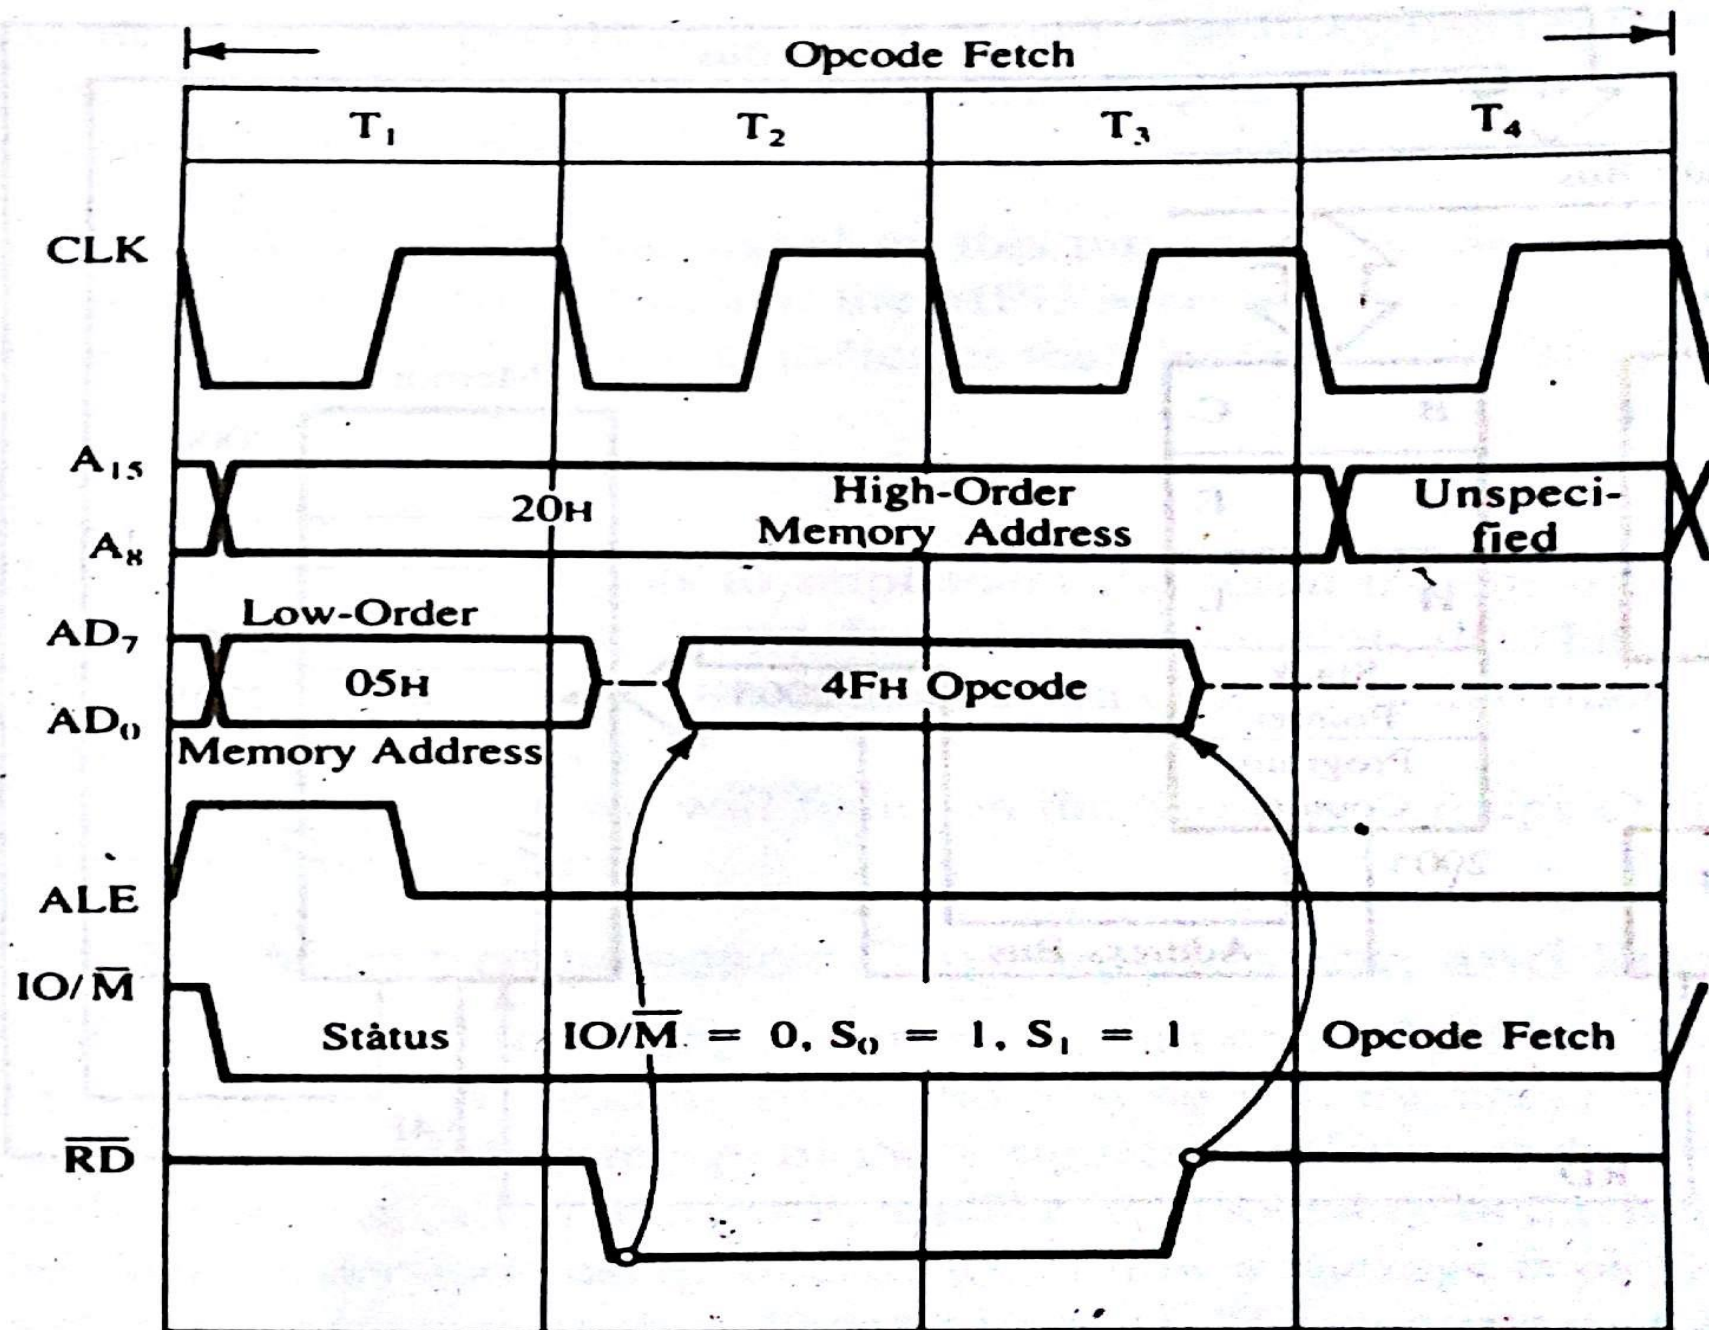 Opcode Fetch
T₁ T₂ T₃ T₄
CLK
A₁₅
20H High-Order Memory Address
Unspeci-
fied
A₈
Low-Order
AD₇
05H 4FH Opcode
AD₀
Memory Address
ALE
IO/M̅
Status IO/M̅ = 0, S₀ = 1, S₁ = 1 Opcode Fetch
R̅D̅